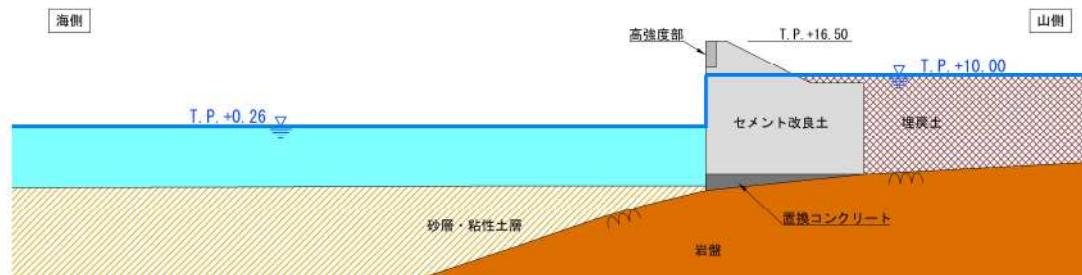 海側
山側
高強度部
T.P.+16.50
T.P.+10.00
T.P.+0.26
セメント改良土
埋戻土
砂層・粘性土層
置換コンクリート
岩盤